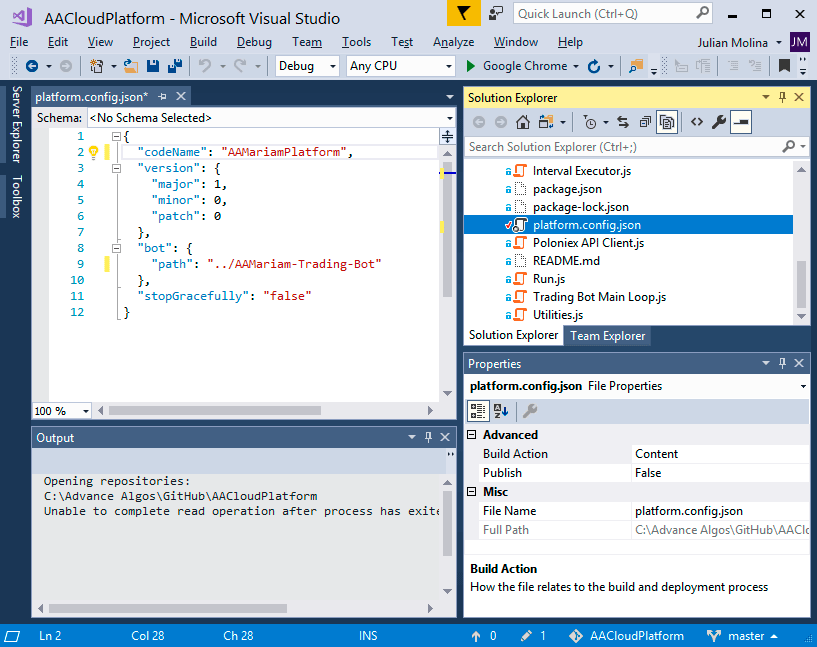 AACloudPlatform - Microsoft Visual Studio
Quick Launch (Ctrl+Q)
File Edit View Project Build Debug Team Tools Test Analyze Window Help Julian Molina JM
Debug Any CPU Google Chrome
Server Explorer
Toolbox
platform.config.json*
Schema: <No Schema Selected>
1 {
2 "codeName": "AAMariamPlatform",
3 "version": {
4 "major": 1,
5 "minor": 0,
6 "patch": 0
7 },
8 "bot": {
9 "path": "../AAMariam-Trading-Bot"
10 },
11 "stopGracefully": "false"
12 }
100 %
Output
Opening repositories:
C:\Advance Algos\GitHub\AACloudPlatform
Unable to complete read operation after process has exite
Solution Explorer
Search Solution Explorer (Ctrl+;)
Interval Executor.js
package.json
package-lock.json
platform.config.json
Poloniex API Client.js
README.md
Run.js
Trading Bot Main Loop.js
Utilities.js
Solution Explorer Team Explorer
Properties
platform.config.json File Properties
Advanced
Build Action Content
Publish False
Misc
File Name platform.config.json
Full Path C:\Advance Algos\GitHub\AAClo
Build Action
How the file relates to the build and deployment process
Ln 2 Col 28 Ch 28 INS 0 1 AACloudPlatform master